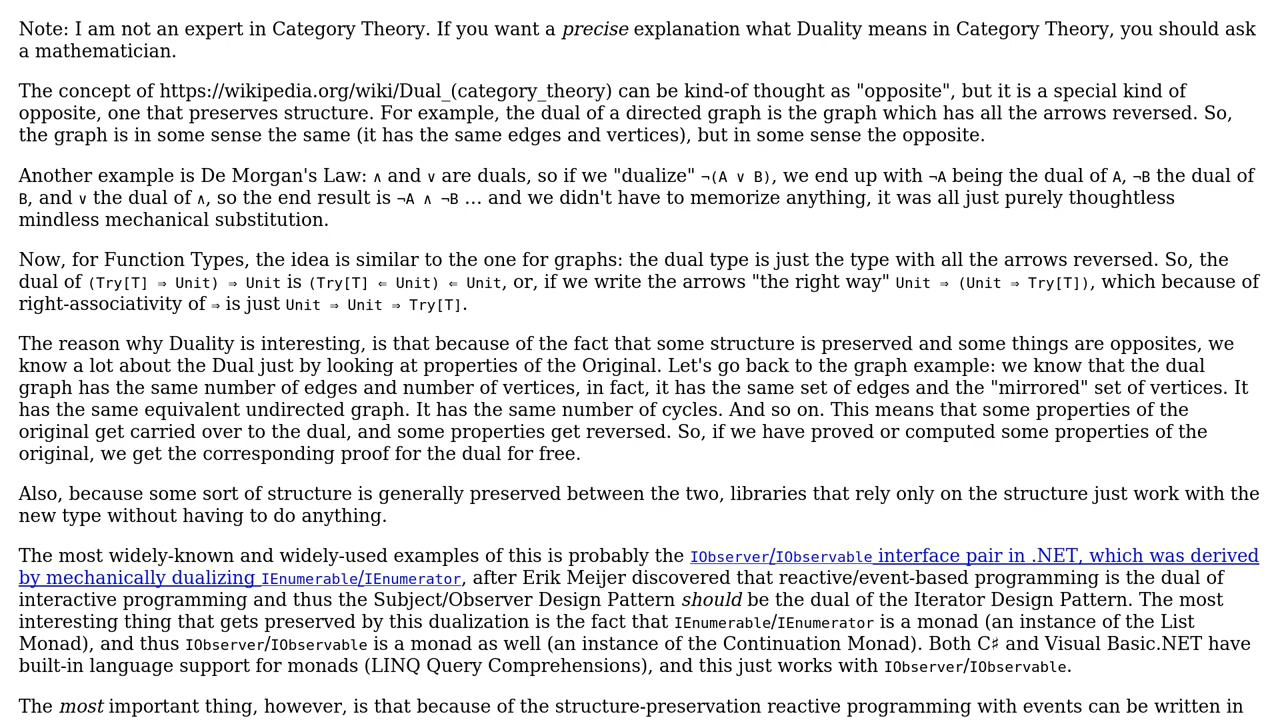 Note: I am not an expert in Category Theory. If you want a precise explanation what Duality means in Category Theory, you should ask
a mathematician.
The concept of https://wikipedia.org/wiki/Dual_(category_theory) can be kind-of thought as "opposite", but it is a special kind of
opposite, one that preserves structure. For example, the dual of a directed graph is the graph which has all the arrows reversed. So,
the graph is in some sense the same (it has the same edges and vertices), but in some sense the opposite.
Another example is De Morgan's Law: ∧ and ∨ are duals, so if we "dualize" ¬(A ∨ B), we end up with ¬A being the dual of A, ¬B the dual of
B, and ∨ the dual of ∧, so the end result is ¬A ∧ ¬B … and we didn't have to memorize anything, it was all just purely thoughtless
mindless mechanical substitution.
Now, for Function Types, the idea is similar to the one for graphs: the dual type is just the type with all the arrows reversed. So, the
dual of (Try[T] ⇒ Unit) ⇒ Unit is (Try[T] ⇐ Unit) ⇐ Unit, or, if we write the arrows "the right way" Unit ⇒ (Unit ⇒ Try[T]), which because of
right-associativity of ⇒ is just Unit ⇒ Unit ⇒ Try[T].
The reason why Duality is interesting, is that because of the fact that some structure is preserved and some things are opposites, we
know a lot about the Dual just by looking at properties of the Original. Let's go back to the graph example: we know that the dual
graph has the same number of edges and number of vertices, in fact, it has the same set of edges and the "mirrored" set of vertices. It
has the same equivalent undirected graph. It has the same number of cycles. And so on. This means that some properties of the
original get carried over to the dual, and some properties get reversed. So, if we have proved or computed some properties of the
original, we get the corresponding proof for the dual for free.
Also, because some sort of structure is generally preserved between the two, libraries that rely only on the structure just work with the
new type without having to do anything.
The most widely-known and widely-used examples of this is probably the IObserver/IObservable interface pair in .NET, which was derived
by mechanically dualizing IEnumerable/IEnumerator, after Erik Meijer discovered that reactive/event-based programming is the dual of
interactive programming and thus the Subject/Observer Design Pattern should be the dual of the Iterator Design Pattern. The most
interesting thing that gets preserved by this dualization is the fact that IEnumerable/IEnumerator is a monad (an instance of the List
Monad), and thus IObserver/IObservable is a monad as well (an instance of the Continuation Monad). Both C♯ and Visual Basic.NET have
built-in language support for monads (LINQ Query Comprehensions), and this just works with IObserver/IObservable.
The most important thing, however, is that because of the structure-preservation reactive programming with events can be written in